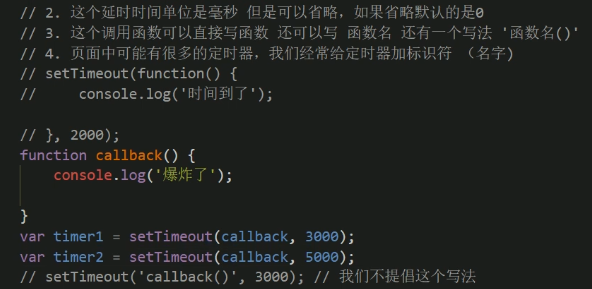 // 2. 这个延时时间单位是毫秒 但是可以省略，如果省略默认的是0
// 3. 这个调用函数可以直接写函数 还可以写 函数名 还有一个写法 '函数名()'
// 4. 页面中可能有很多的定时器，我们经常给定时器加标识符 （名字)
// setTimeout(function() {
//     console.log('时间到了');
// }, 2000);
function callback() {
    console.log('爆炸了');
}
var timer1 = setTimeout(callback, 3000);
var timer2 = setTimeout(callback, 5000);
// setTimeout('callback()', 3000); // 我们不提倡这个写法